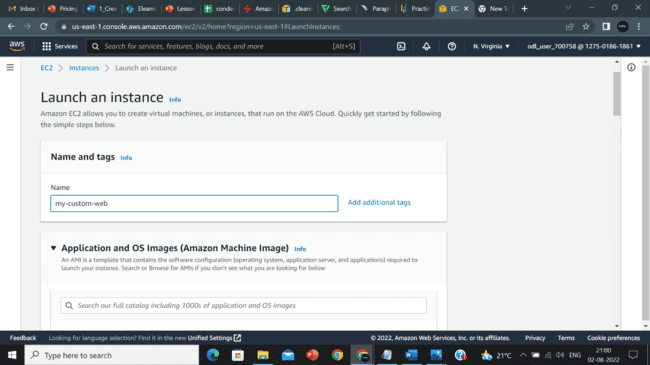 Inbox
Pricing
1_Crea
Elearn
Lesson
conde
Amazo
.clean
Search
Paraph
Practic
EC2
New T
us-east-1.console.aws.amazon.com/ec2/v2/home?region=us-east-1#LaunchInstances:
aws
Services
Search for services, features, blogs, docs, and more
[Alt+S]
N. Virginia
odl_user_700758 @ 1275-0186-1861
EC2 > Instances > Launch an instance
Launch an instance Info
Amazon EC2 allows you to create virtual machines, or instances, that run on the AWS Cloud. Quickly get started by following
the simple steps below.
Name and tags Info
Name
my-custom-web
Add additional tags
Application and OS Images (Amazon Machine Image) Info
An AMI is a template that contains the software configuration (operating system, application server, and applications) required to
launch your instance. Search or Browse for AMIs if you don't see what you are looking for below
Search our full catalog including 1000s of application and OS images
Feedback
Looking for language selection? Find it in the new Unified Settings
© 2022, Amazon Web Services, Inc. or its affiliates.
Privacy
Terms
Cookie preferences
Type here to search
21°C
ENG
21:00
02-08-2022